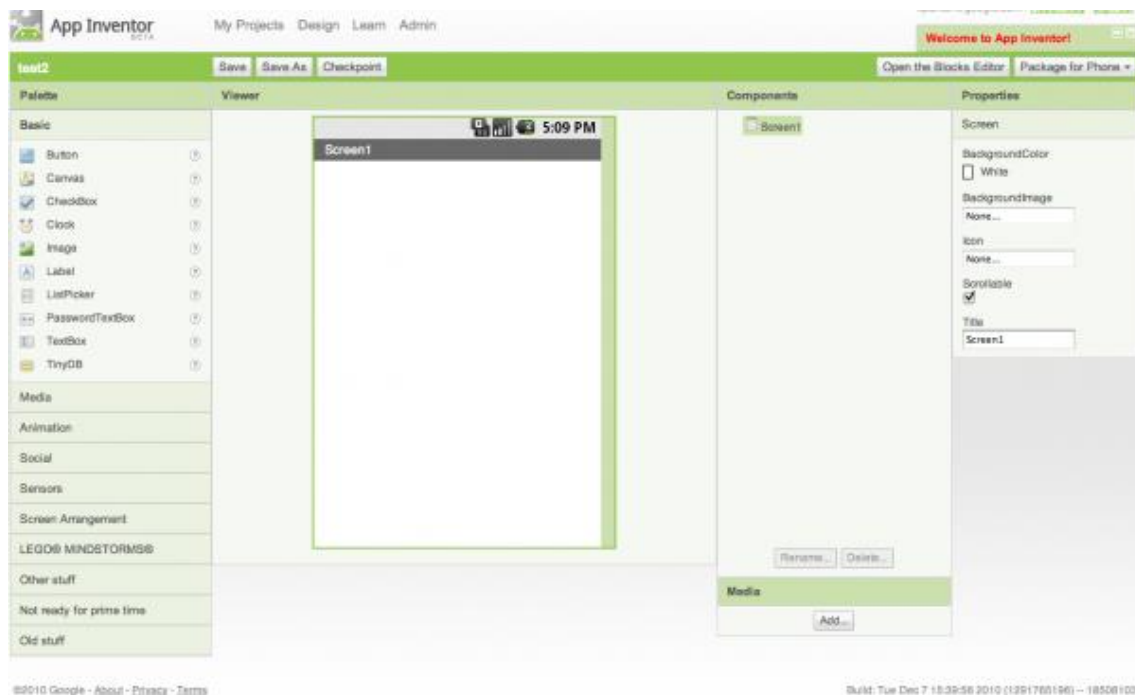 App Inventor
BETA
My Projects Design Learn Admin
Welcome to App Inventor!
test2
Save Save As Checkpoint
Open the Blocks Editor Package for Phone
Palette
Viewer
Components
Properties
Basic
Button
Canvas
CheckBox
Clock
Image
Label
ListPicker
PasswordTextBox
TextBox
TinyDB
Media
Animation
Social
Sensors
Screen Arrangement
LEGO® MINDSTORMS®
Other stuff
Not ready for prime time
Old stuff
5:09 PM
Screen1
Screen1
Rename... Delete...
Media
Add...
Screen
BackgroundColor
White
BackgroundImage
None...
Icon
None...
Scrollable
Title
Screen1
©2010 Google - About - Privacy - Terms
Build: Tue Dec 7 15:39:56 2010